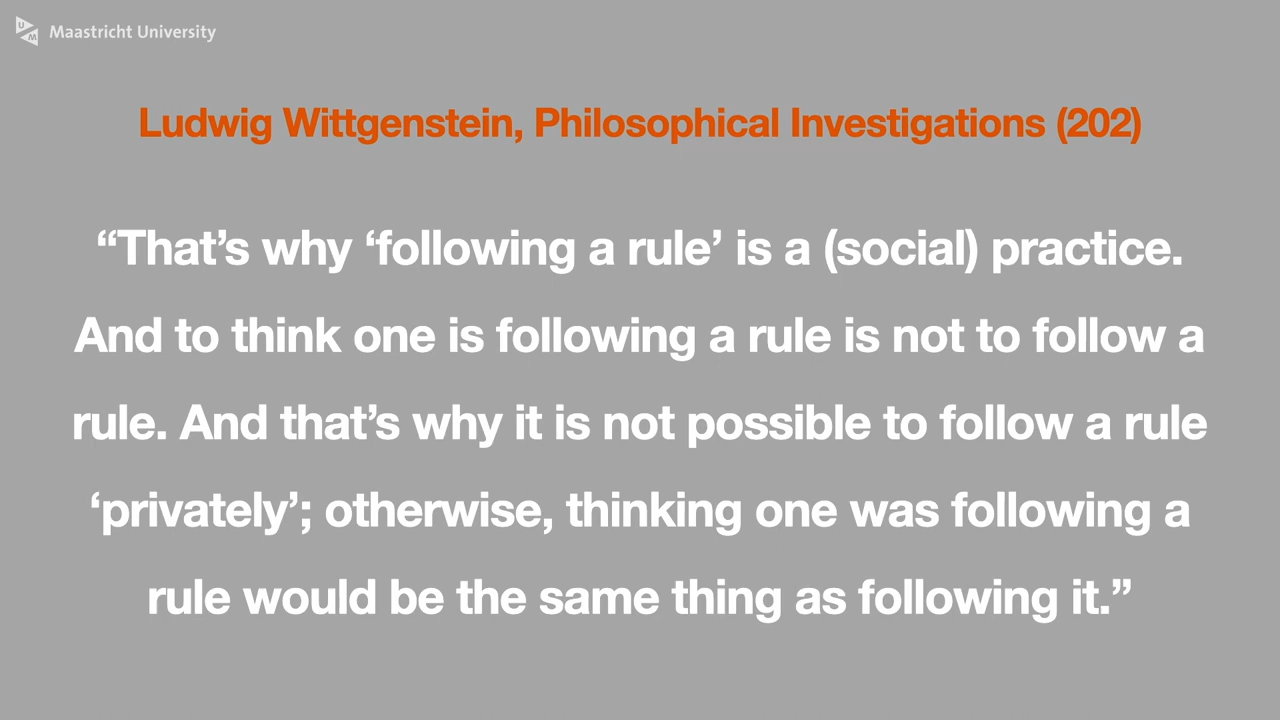 Maastricht University
Ludwig Wittgenstein, Philosophical Investigations (202)
“That’s why ‘following a rule’ is a (social) practice.
And to think one is following a rule is not to follow a
rule. And that’s why it is not possible to follow a rule
‘privately’; otherwise, thinking one was following a
rule would be the same thing as following it.”